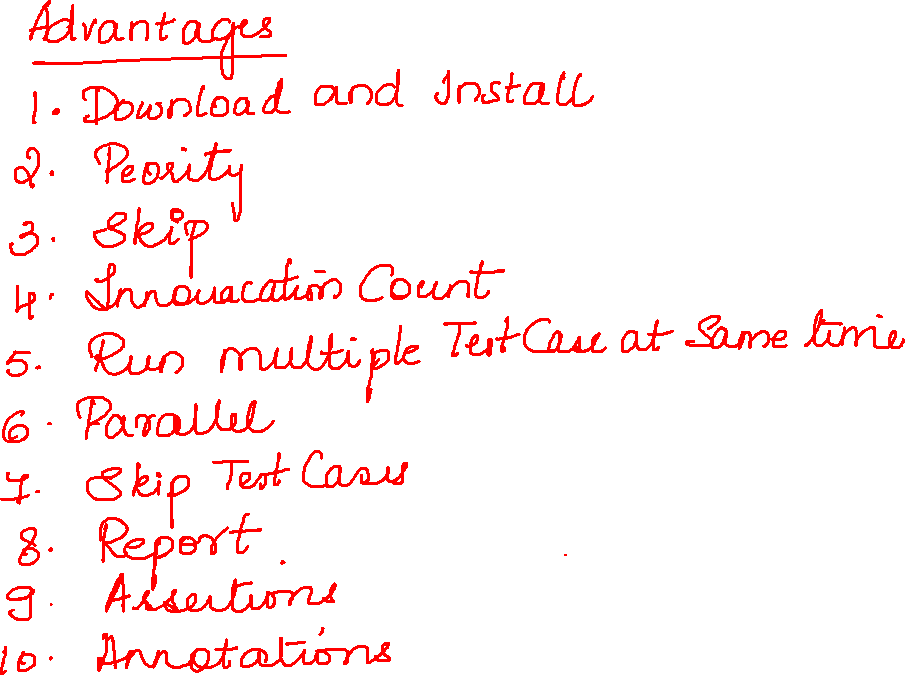 Advantages
1. Download and Install
2. Peority
3. Skip
4. Innouacation Count
5. Run multiple Test Case at Same time
6. Parallel
7. Skip Test Cases
8. Report
9. Assertions
10. Annotations